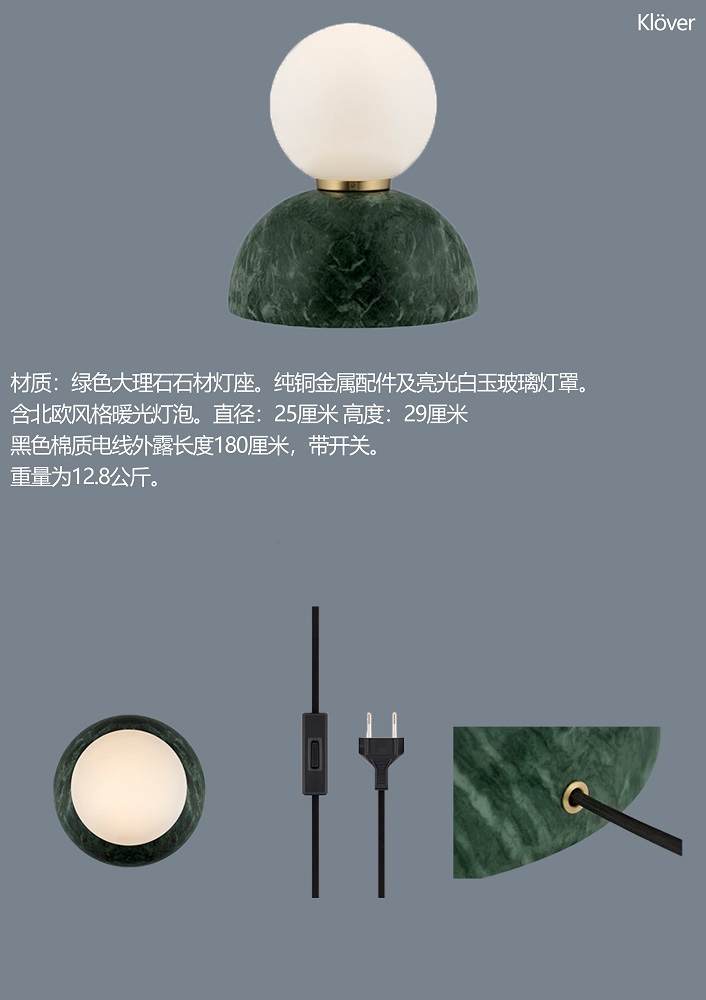 Klöver
材质：绿色大理石石材灯座。纯铜金属配件及亮光白玉玻璃灯罩。
含北欧风格暖光灯泡。直径：25厘米 高度：29厘米
黑色棉质电线外露长度180厘米，带开关。
重量为12.8公斤。